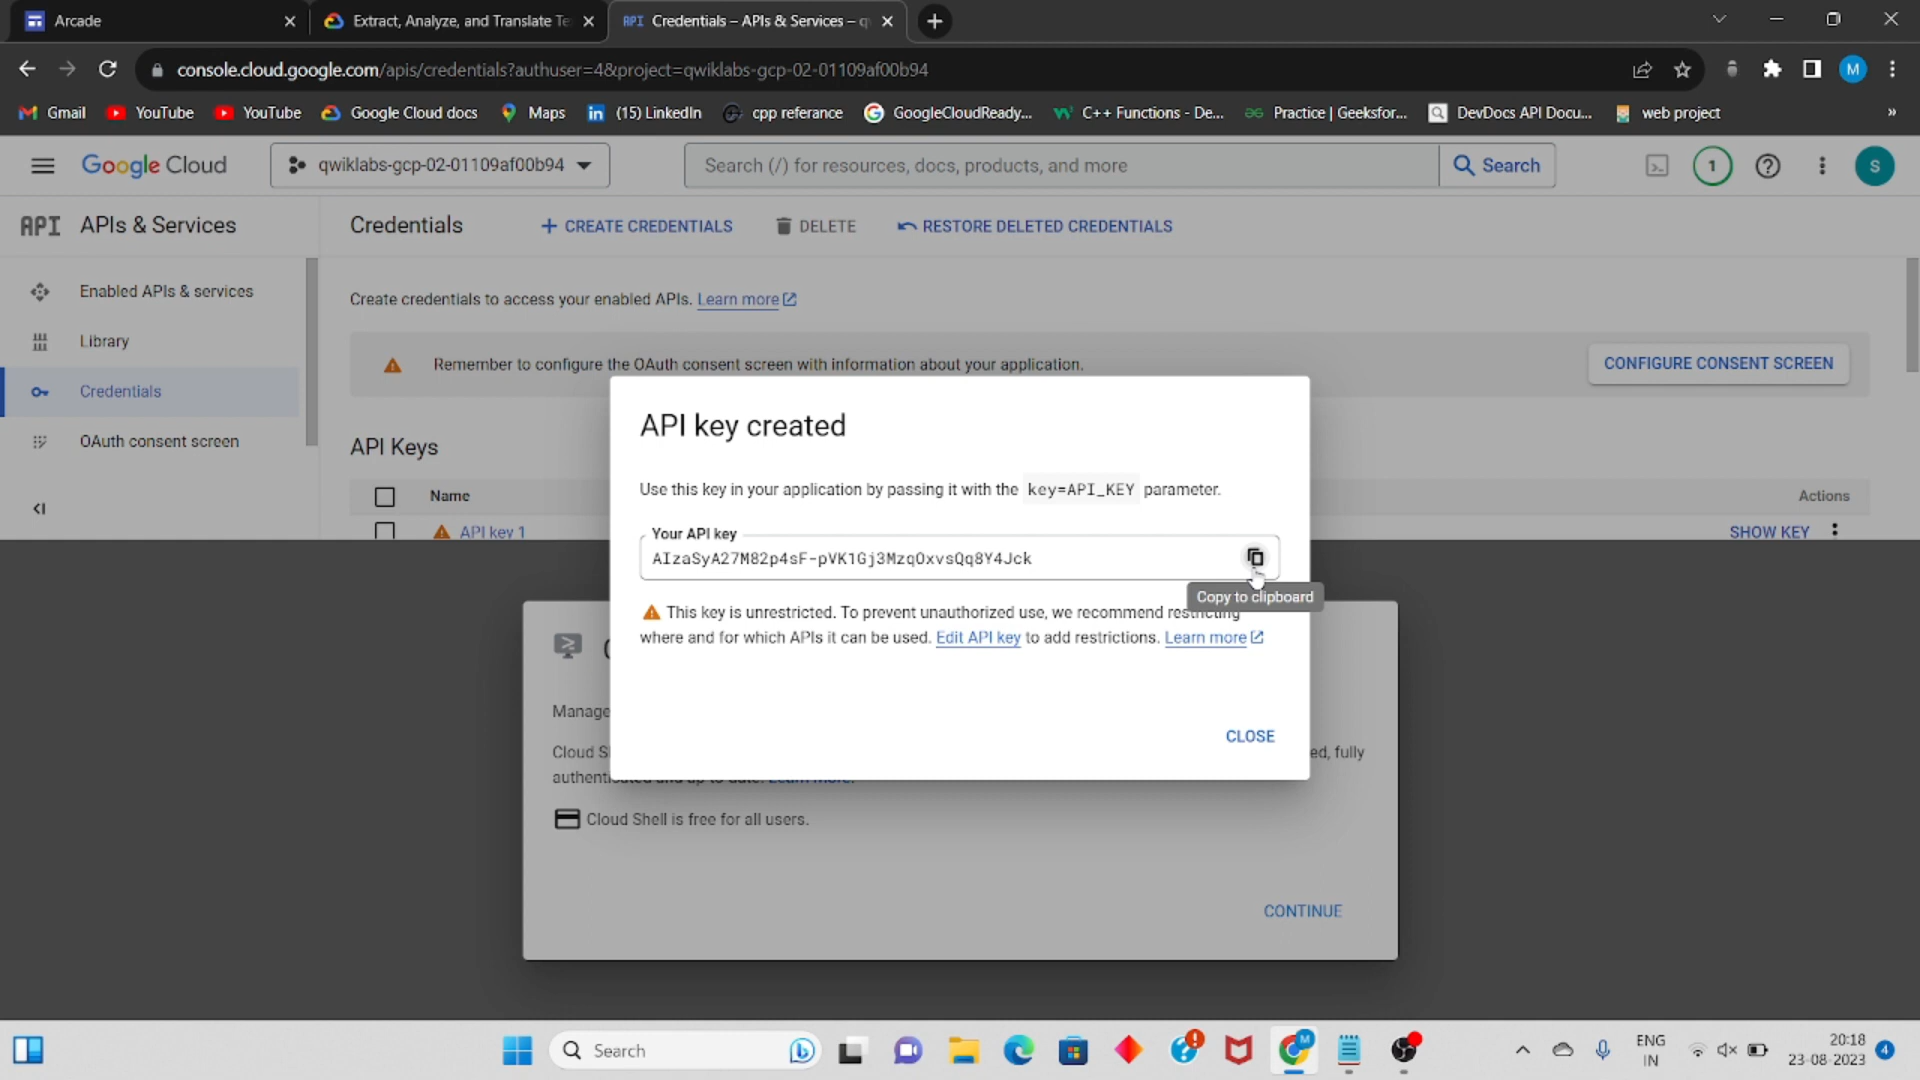 Arcade
Extract, Analyze, and Translate Te
API Credentials – APIs & Services – q
console.cloud.google.com/apis/credentials?authuser=4&project=qwiklabs-gcp-02-01109af00b94
M
Gmail
YouTube
YouTube
Google Cloud docs
Maps
(15) LinkedIn
cpp referance
GoogleCloudReady...
C++ Functions - De...
Practice | Geeksfor...
DevDocs API Docu...
web project
»
Google Cloud
qwiklabs-gcp-02-01109af00b94
Search (/) for resources, docs, products, and more
Search
1
S
API APIs & Services
Credentials
+ CREATE CREDENTIALS
DELETE
RESTORE DELETED CREDENTIALS
Enabled APIs & services
Library
Credentials
OAuth consent screen
Create credentials to access your enabled APIs. Learn more
Remember to configure the OAuth consent screen with information about your application.
CONFIGURE CONSENT SCREEN
API Keys
Name
Actions
API key 1
SHOW KEY
API key created
Use this key in your application by passing it with the key=API_KEY parameter.
Your API key
AIzaSyA27M82p4sF-pVK1Gj3MzqOxvsQq8Y4Jck
Copy to clipboard
This key is unrestricted. To prevent unauthorized use, we recommend restricting
where and for which APIs it can be used. Edit API key to add restrictions. Learn more
CLOSE
Manage
Cloud S
ed, fully
Cloud Shell is free for all users.
CONTINUE
Search
M
ENG
IN
20:18
23-08-2023
4